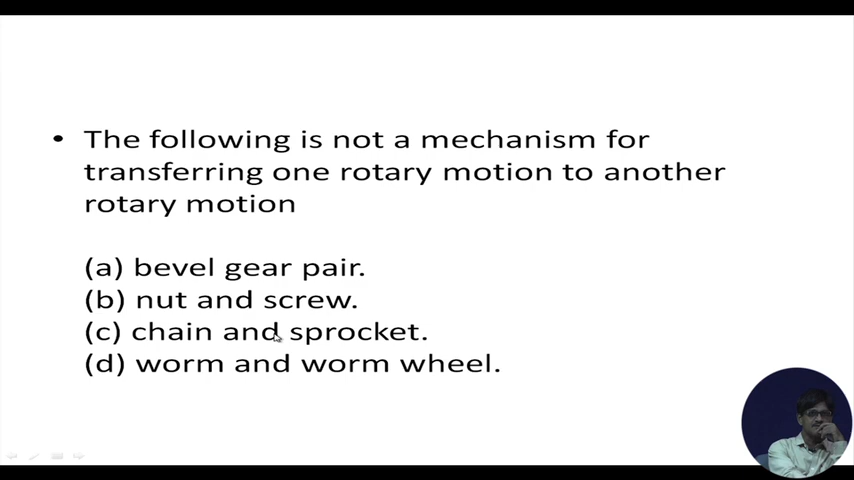 • The following is not a mechanism for
transferring one rotary motion to another
rotary motion
(a) bevel gear pair.
(b) nut and screw.
(c) chain and sprocket.
(d) worm and worm wheel.